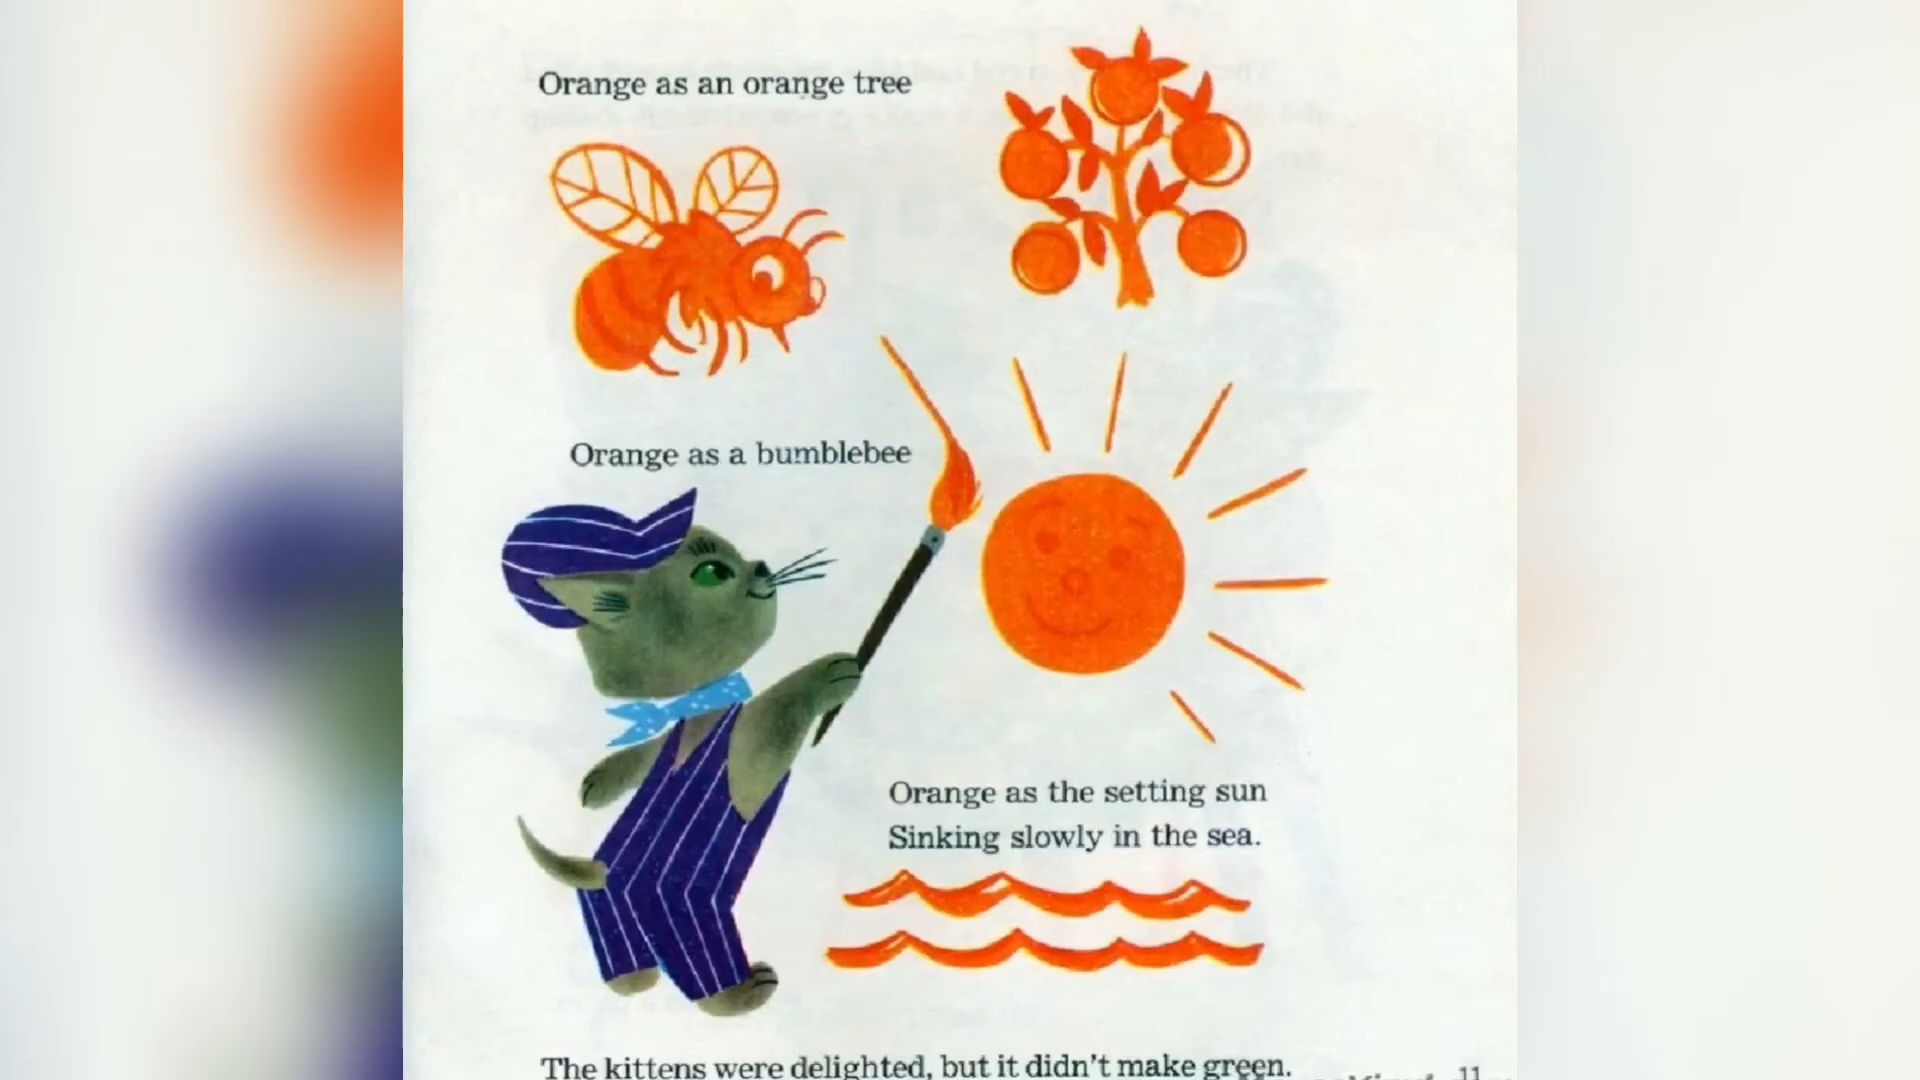 Orange as an orange tree
Orange as a bumblebee
Orange as the setting sun
Sinking slowly in the sea.
The kittens were delighted, but it didn't make green.
11